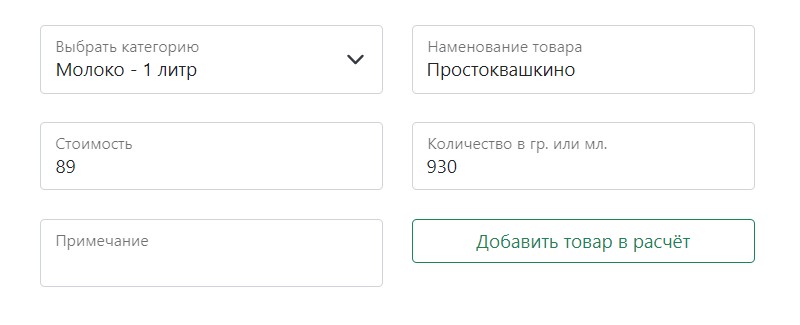 Выбрать категорию
Молоко - 1 литр
Наменование товара
Простоквашкино
Стоимость
89
Количество в гр. или мл.
930
Примечание
Добавить товар в расчёт